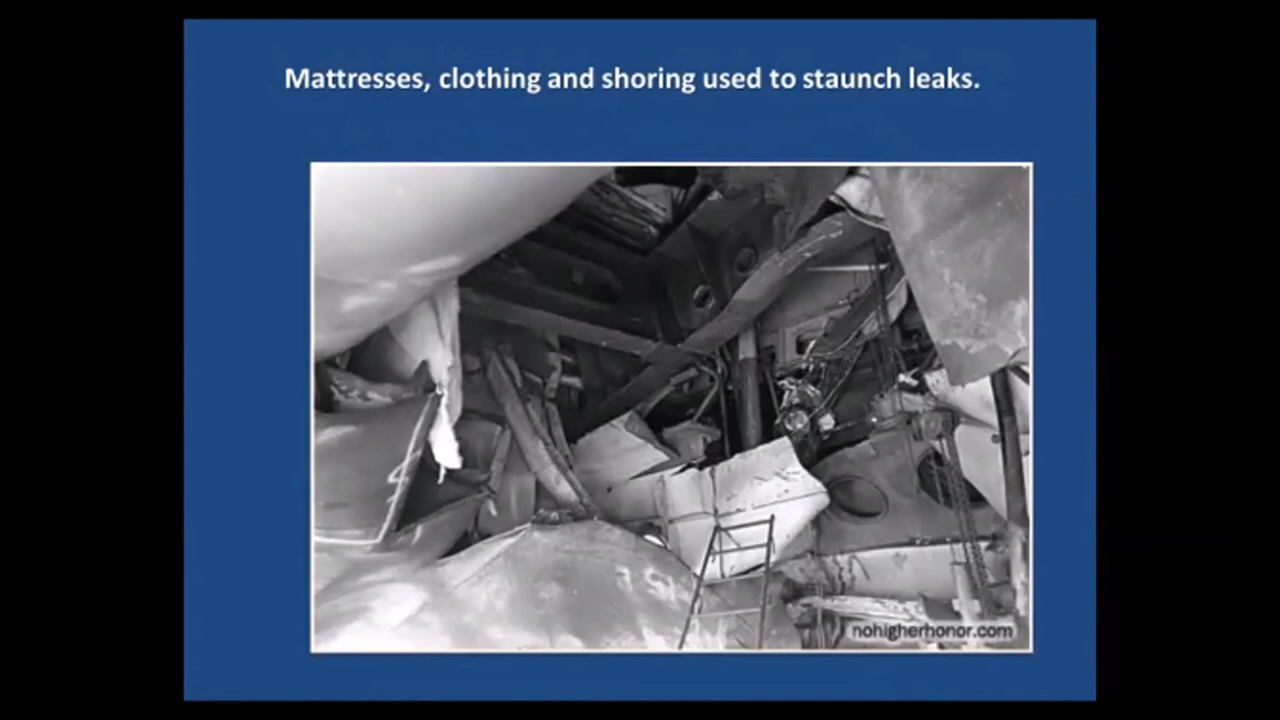 Mattresses, clothing and shoring used to staunch leaks.
nohigherhonor.com